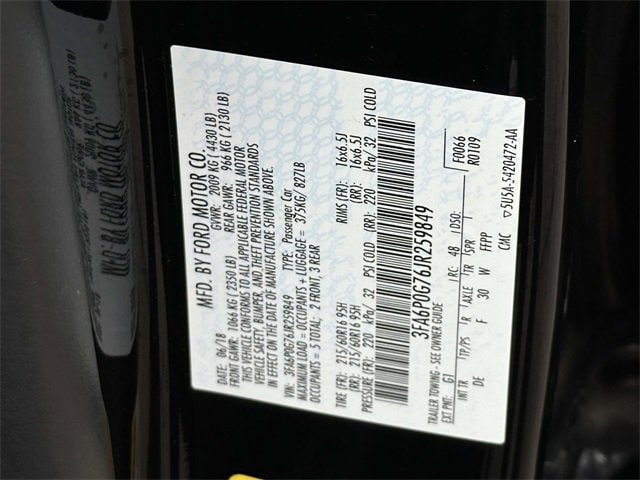 MFD. BY FORD MOTOR CO.
DATE: 06/18 GVWR: 2009 KG ( 4430 LB)
FRONT GAWR: 1066 KG ( 2350 LB) REAR GAWR: 966 KG ( 2130 LB)
THIS VEHICLE CONFORMS TO ALL APPLICABLE FEDERAL MOTOR
VEHICLE SAFETY, BUMPER, AND THEFT PREVENTION STANDARDS
IN EFFECT ON THE DATE OF MANUFACTURE SHOWN ABOVE.
VIN: 3FA6P0G76JR259849 TYPE: Passenger Car
MAXIMUM LOAD = OCCUPANTS + LUGGAGE = 375KG/ 827LB
OCCUPANTS = 5 TOTAL; 2 FRONT, 3 REAR
TIRE (FR): 215/60R16 95H RIMS (FR): 16x6.5J
(RR): 215/60R16 95H (RR): 16x6.5J
PRESSURE (FR): 220 kPa/ 32 PSI COLD (RR): 220 kPa/ 32 PSI COLD
3FA6P0G76JR259849
TRAILER TOWING - SEE OWNER GUIDE
F0066
R0109
EXT PNT: G1 RC: 48 DSO:
INT TR TP/PS R AXLE TR SPR
DE F 30 W FFPP
CMC 5U5A-5420472-AA